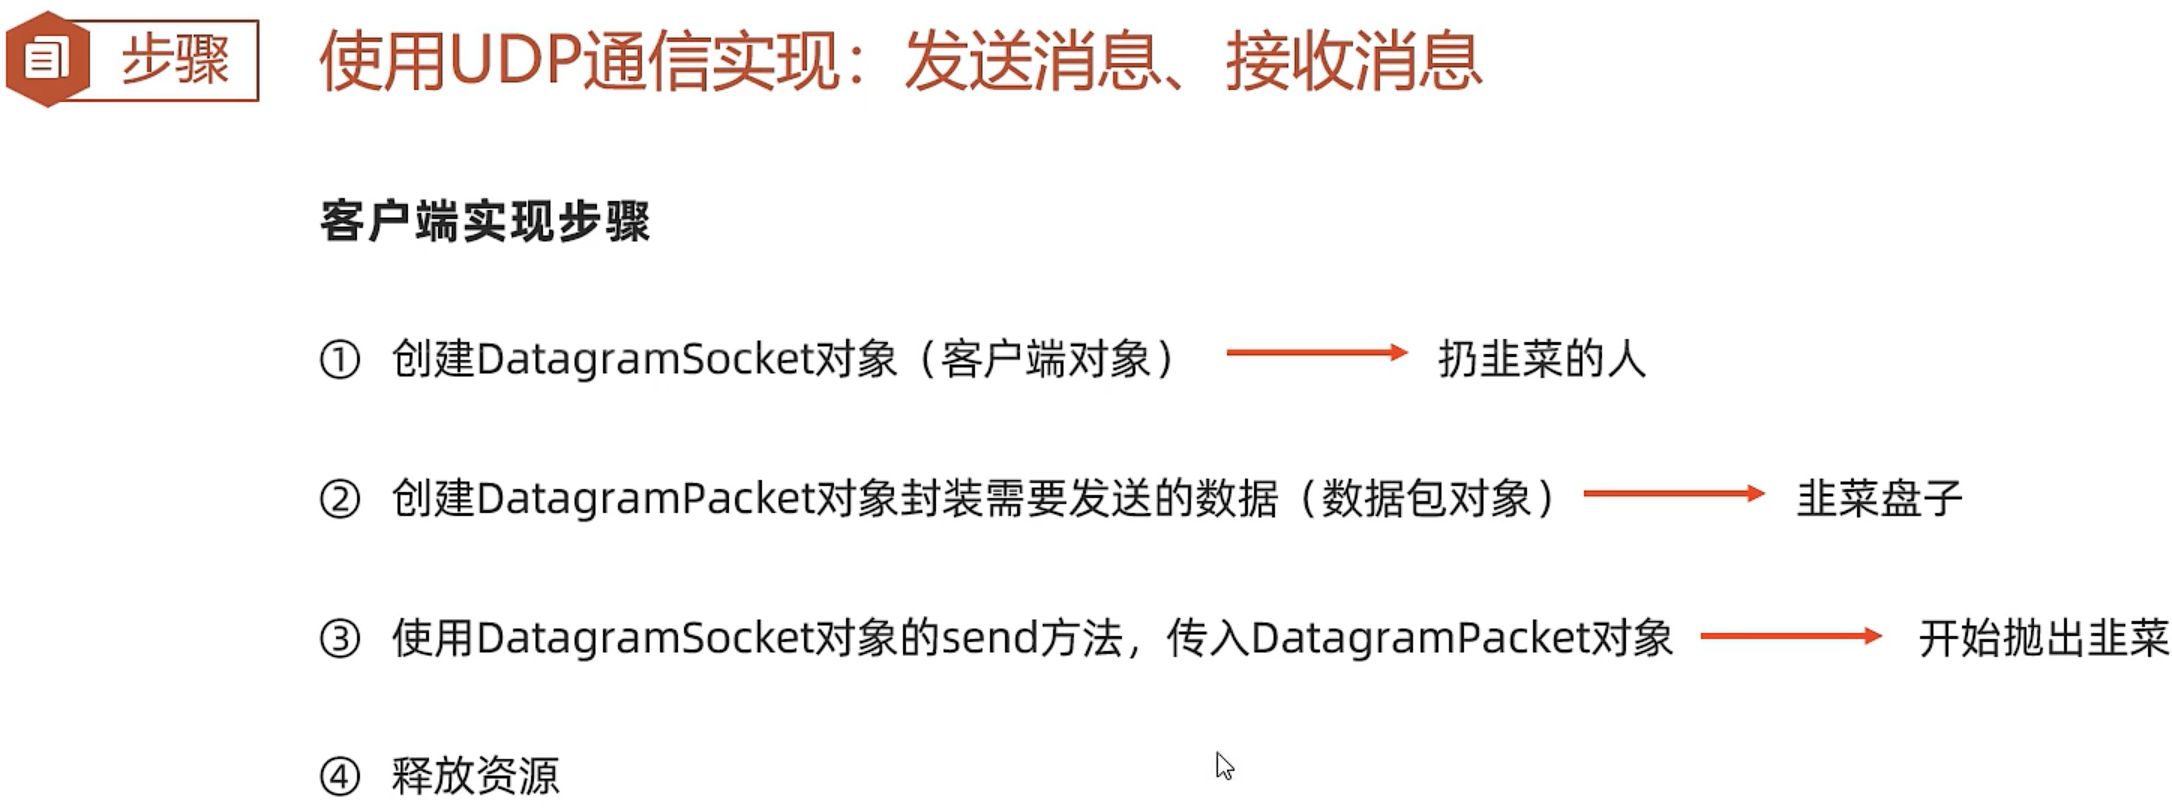 步骤 使用UDP通信实现：发送消息、接收消息
客户端实现步骤
① 创建DatagramSocket对象（客户端对象） 扔韭菜的人
② 创建DatagramPacket对象封装需要发送的数据（数据包对象） 韭菜盘子
③ 使用DatagramSocket对象的send方法，传入DatagramPacket对象 开始抛出韭菜
④ 释放资源